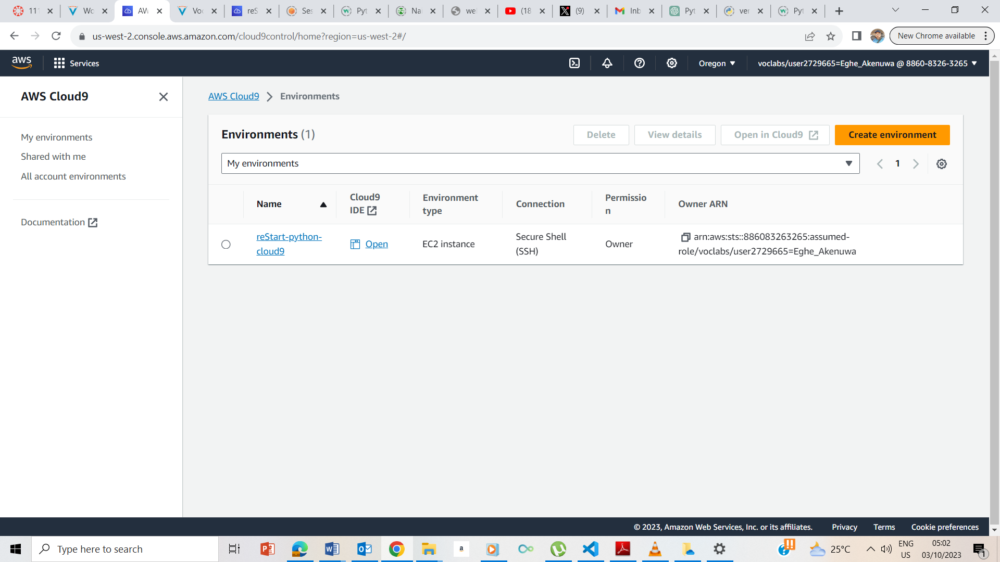 111
Wo
AW
Voc
reS
Ses
Pyt
Nar
wel
(18
(9)
Inb
Pyt
ver
Pyt
us-west-2.console.aws.amazon.com/cloud9control/home?region=us-west-2#/
New Chrome available
aws
Services
Oregon
voclabs/user2729665=Eghe_Akenuwa @ 8860-8326-3265
AWS Cloud9
My environments
Shared with me
All account environments
Documentation
AWS Cloud9 > Environments
Environments (1)
Delete
View details
Open in Cloud9
Create environment
My environments
1
Name
Cloud9
IDE
Environment
type
Connection
Permissio
n
Owner ARN
reStart-python-
cloud9
Open
EC2 instance
Secure Shell
(SSH)
Owner
arn:aws:sts::886083263265:assumed-
role/voclabs/user2729665=Eghe_Akenuwa
© 2023, Amazon Web Services, Inc. or its affiliates.
Privacy
Terms
Cookie preferences
Type here to search
a
25°C
ENG
US
05:02
03/10/2023
1